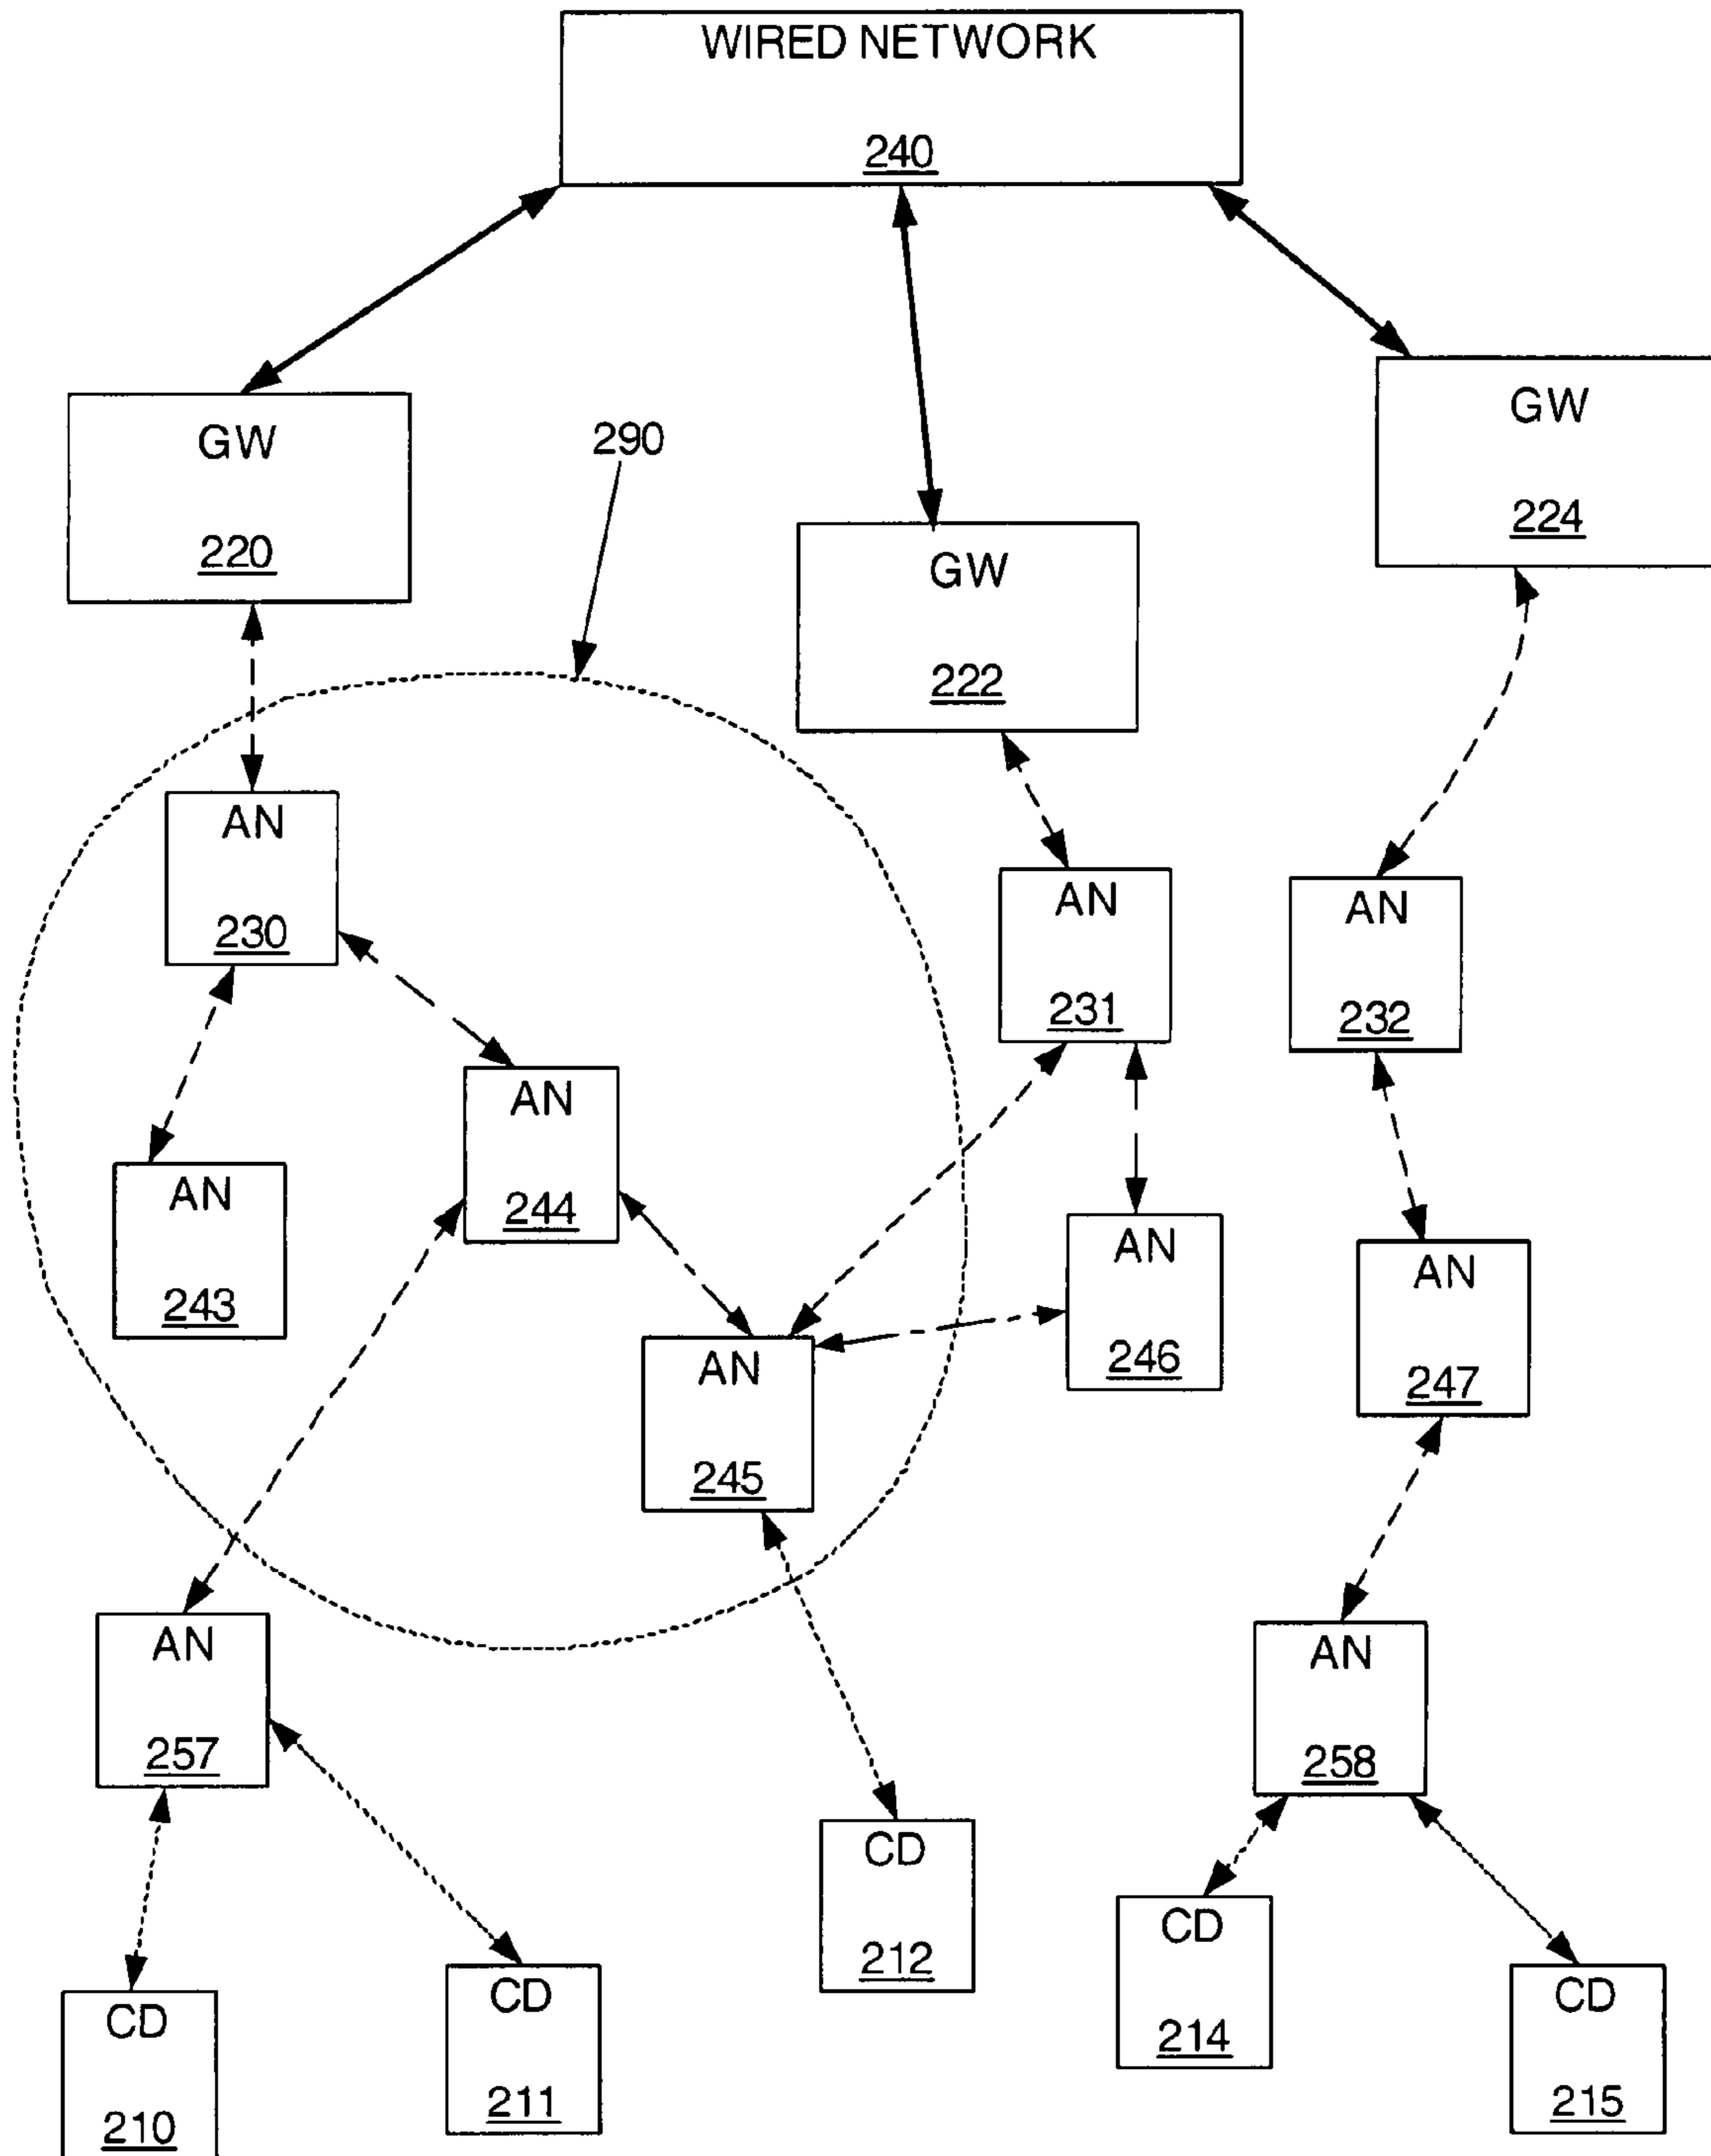 WIRED NETWORK
240
GW
220
290
GW
222
GW
224
AN
230
AN
231
AN
232
AN
243
AN
244
AN
245
AN
246
AN
247
AN
257
AN
258
CD
210
CD
211
CD
212
CD
214
CD
215